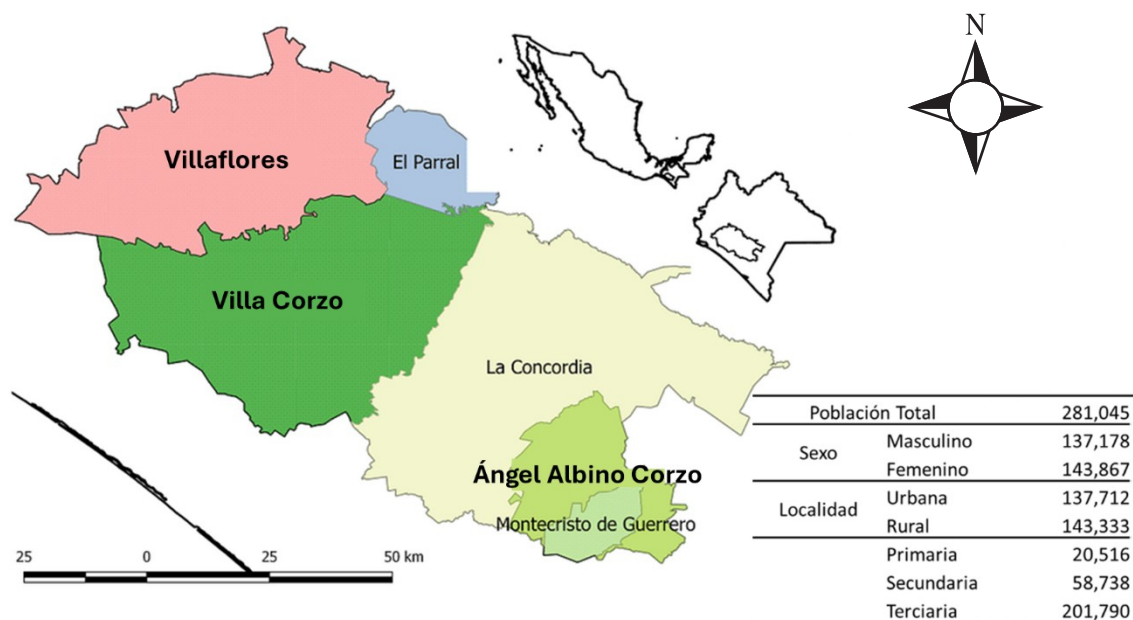 N
Villaflores
El Parral
Villa Corzo
La Concordia
Ángel Albino Corzo
Montecristo de Guerrero
25 0 25 50 km
Población Total 281,045
Sexo Masculino 137,178
Femenino 143,867
Localidad Urbana 137,712
Rural 143,333
Primaria 20,516
Secundaria 58,738
Terciaria 201,790